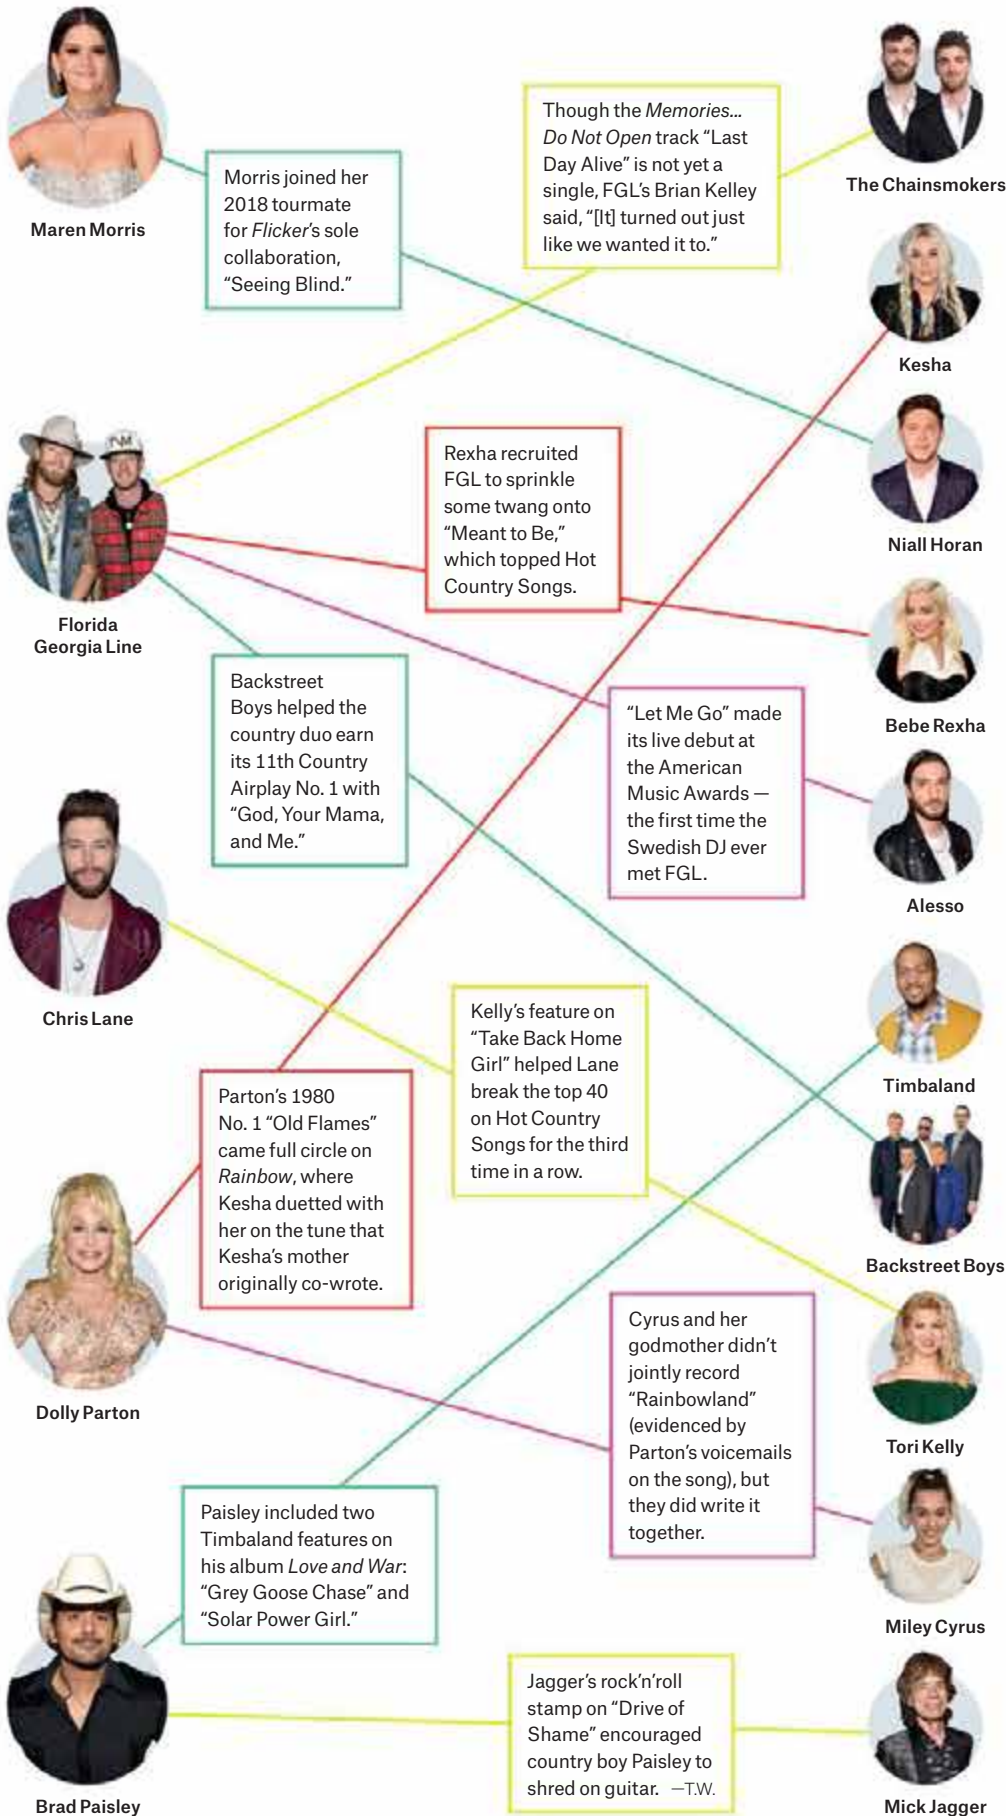 Maren Morris
Morris joined her
2018 tourmate
for Flicker's sole
collaboration,
“Seeing Blind.”
Though the Memories...
Do Not Open track “Last
Day Alive” is not yet a
single, FGL's Brian Kelley
said, “[It] turned out just
like we wanted it to.”
The Chainsmokers
Kesha
Niall Horan
Florida
Georgia Line
Rexha recruited
FGL to sprinkle
some twang onto
“Meant to Be,”
which topped Hot
Country Songs.
Bebe Rexha
Backstreet
Boys helped the
country duo earn
its 11th Country
Airplay No. 1 with
“God, Your Mama,
and Me.”
“Let Me Go” made
its live debut at
the American
Music Awards —
the first time the
Swedish DJ ever
met FGL.
Alesso
Chris Lane
Kelly's feature on
“Take Back Home
Girl” helped Lane
break the top 40
on Hot Country
Songs for the third
time in a row.
Timbaland
Backstreet Boys
Parton's 1980
No. 1 “Old Flames”
came full circle on
Rainbow, where
Kesha duetted with
her on the tune that
Kesha's mother
originally co-wrote.
Dolly Parton
Cyrus and her
godmother didn't
jointly record
“Rainbowland”
(evidenced by
Parton's voicemails
on the song), but
they did write it
together.
Tori Kelly
Miley Cyrus
Paisley included two
Timbaland features on
his album Love and War:
“Grey Goose Chase” and
“Solar Power Girl.”
Brad Paisley
Jagger's rock'n'roll
stamp on “Drive of
Shame” encouraged
country boy Paisley to
shred on guitar. —T.W.
Mick Jagger